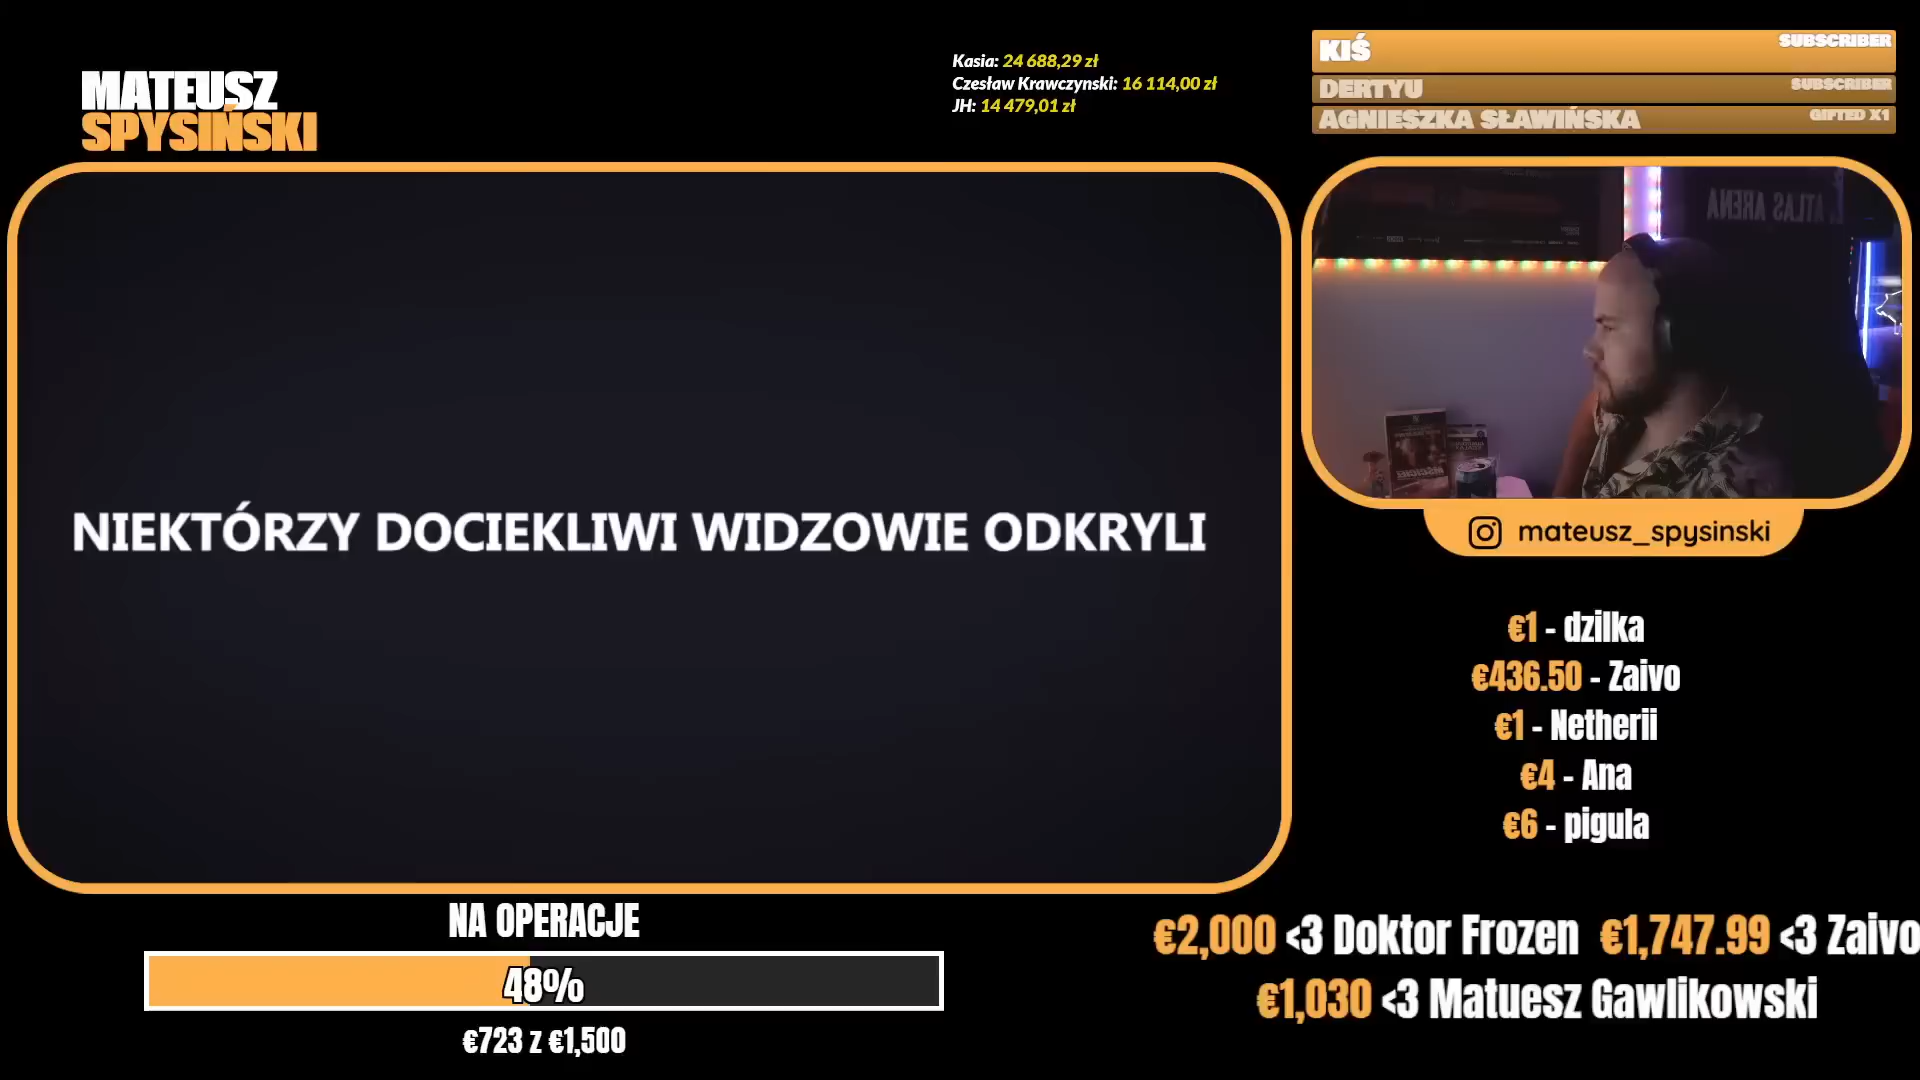 MATEUSZ
SPYSIŃSKI
Kasia: 24 688,29 zł
Czesław Krawczynski: 16 114,00 zł
JH: 14 479,01 zł
KIŚ SUBSCRIBER
DERTYU SUBSCRIBER
AGNIESZKA SŁAWIŃSKA GIFTED X1
ATLAS ARENA
NIEKTÓRZY DOCIEKLIWI WIDZOWIE ODKRYLI
mateusz_spysinski
€1 - dzilka
€436.50 - Zaivo
€1 - Netherii
€4 - Ana
€6 - pigula
NA OPERACJE
48%
€723 z €1,500
€2,000 <3 Doktor Frozen €1,747.99 <3 Zaivo
€1,030 <3 Matuesz Gawlikowski